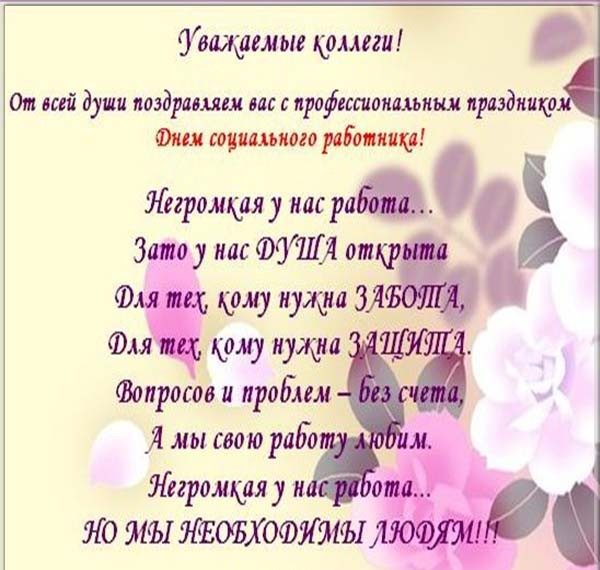 Уважаемые коллеги!
От всей души поздравляем вас с профессиональным праздником
Днем социального работника!
Негромкая у нас работа...
Зато у нас ДУША открыта
Для тех, кому нужна ЗАБОТА,
Для тех, кому нужна ЗАЩИТА.
Вопросов и проблем – без счета,
А мы свою работу любим.
Негромкая у нас работа...
НО МЫ НЕОБХОДИМЫ ЛЮДЯМ!!!